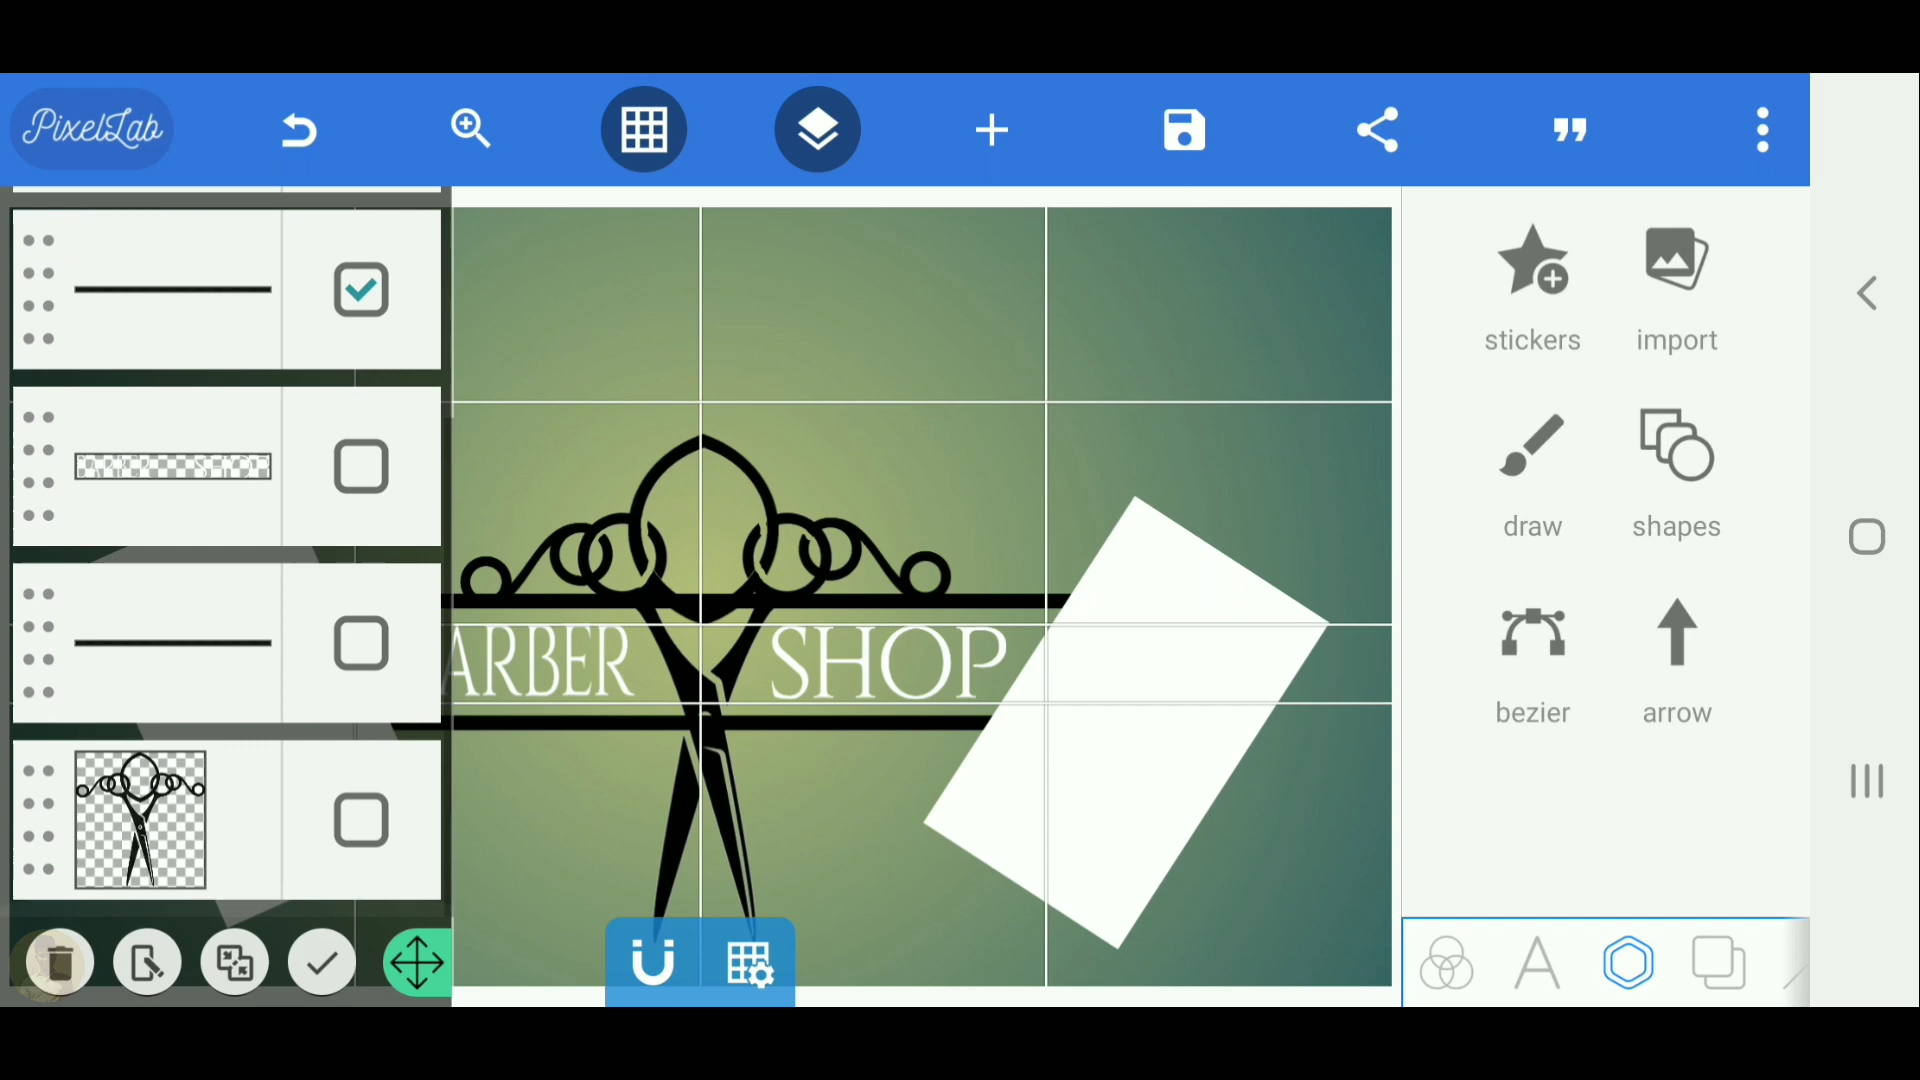 PixelLab
stickers
import
draw
shapes
ARBER SHOP
bezier
arrow